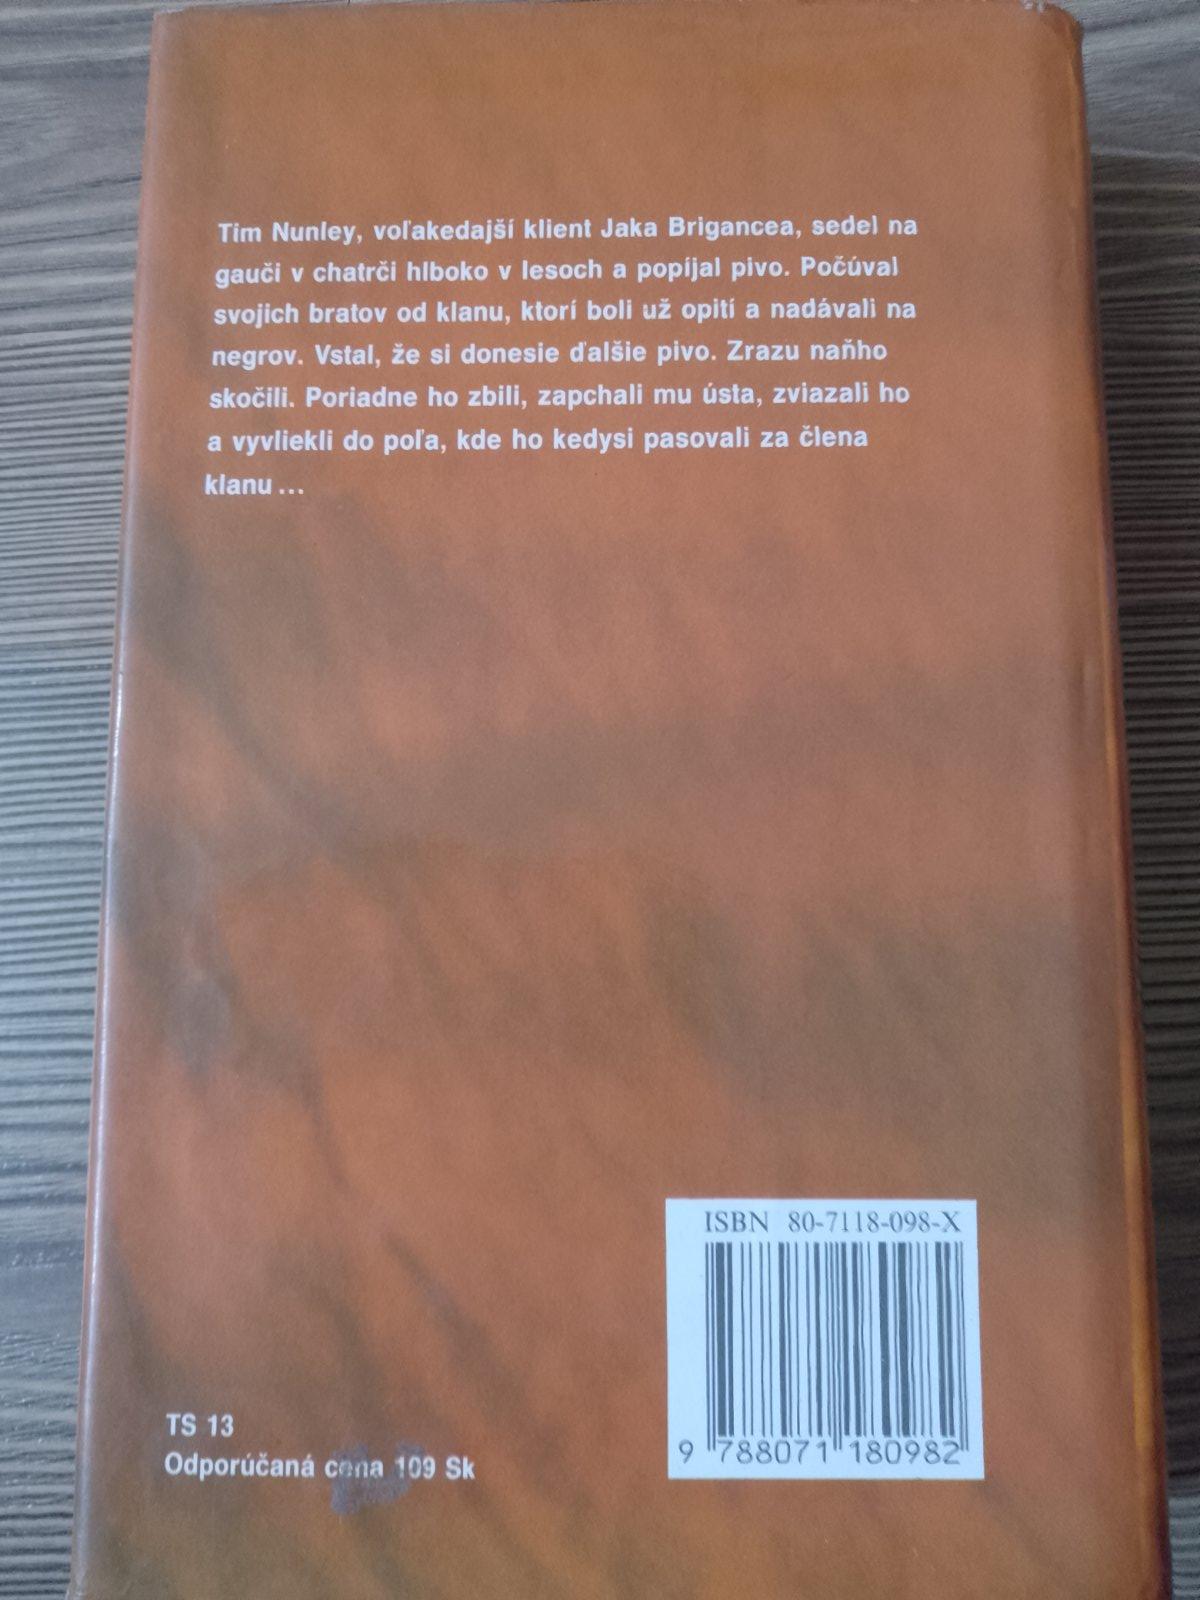 Tim Nunley, voľakedajší klient Jaka Brigancea, sedel na
gauči v chatrči hlboko v lesoch a popíjal pivo. Počúval
svojich bratov od klanu, ktorí boli už opití a nadávali na
negrov. Vstal, že si donesie ďalšie pivo. Zrazu naňho
skočili. Poriadne ho zbili, zapchali mu ústa, zviazali ho
a vyvliekli do poľa, kde ho kedysi pasovali za člena
klanu...
ISBN 80-7118-098-X
9 788071 180982
TS 13
Odporúčaná cena 109 Sk